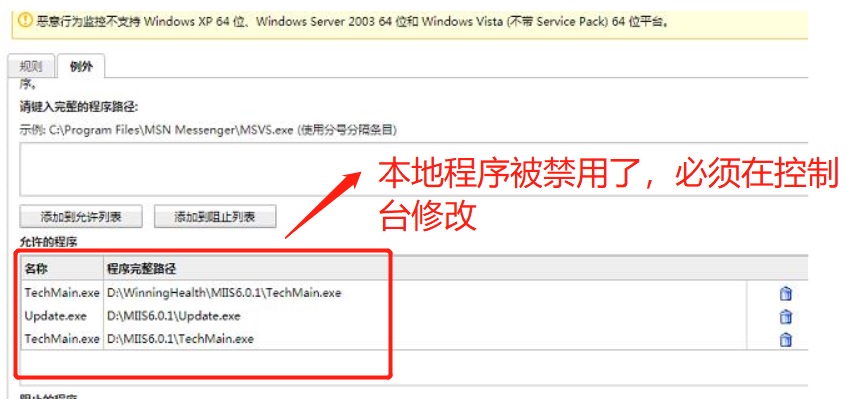 恶意行为监控不支持 Windows XP 64 位、Windows Server 2003 64 位和 Windows Vista (不带 Service Pack) 64 位平台。
规则 例外
序。
请键入完整的程序路径:
示例: C:\Program Files\MSN Messenger\MSVS.exe (使用分号分隔条目)
本地程序被禁用了，必须在控制
台修改
添加到允许列表 添加到阻止列表
允许的程序
名称 程序完整路径
TechMain.exe D:\WinningHealth\MIIS6.0.1\TechMain.exe
Update.exe D:\MIIS6.0.1\Update.exe
TechMain.exe D:\MIIS6.0.1\TechMain.exe
阻止的程序